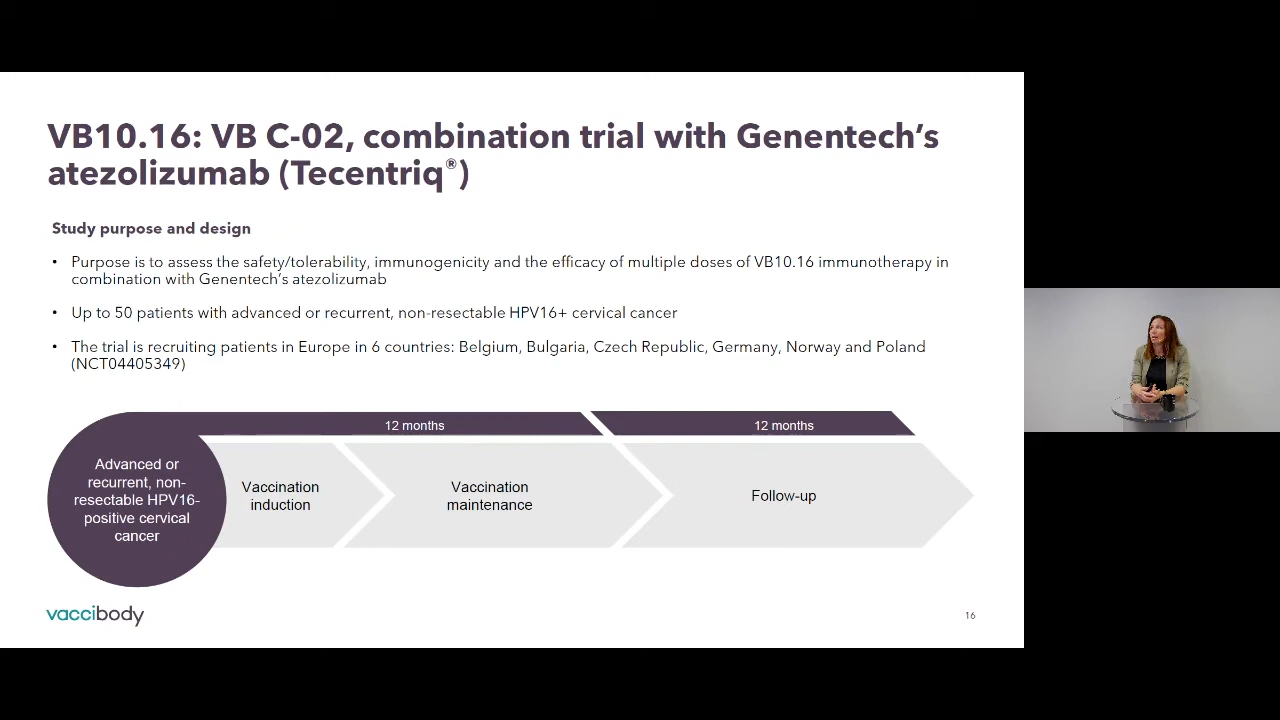 VB10.16: VB C-02, combination trial with Genentech’s
atezolizumab (Tecentriq®)
Study purpose and design
• Purpose is to assess the safety/tolerability, immunogenicity and the efficacy of multiple doses of VB10.16 immunotherapy in
combination with Genentech’s atezolizumab
• Up to 50 patients with advanced or recurrent, non-resectable HPV16+ cervical cancer
• The trial is recruiting patients in Europe in 6 countries: Belgium, Bulgaria, Czech Republic, Germany, Norway and Poland
(NCT04405349)
12 months
12 months
Advanced or
recurrent, non-
resectable HPV16-
positive cervical
cancer
Vaccination
induction
Vaccination
maintenance
Follow-up
vaccibody
16